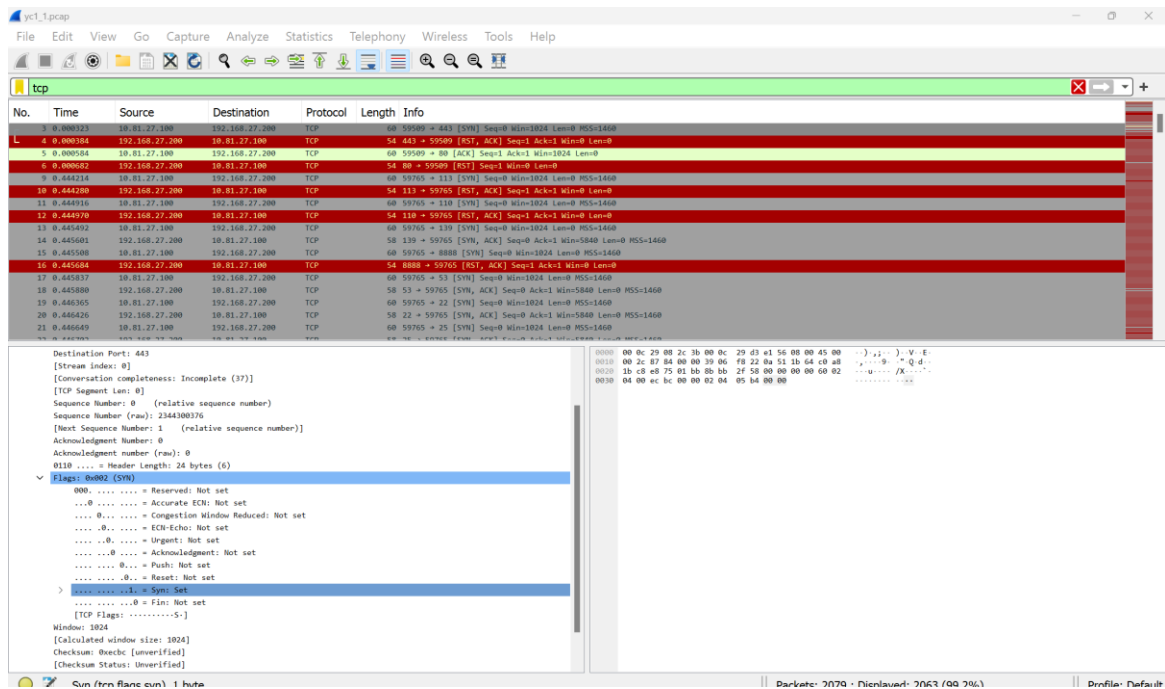 yc1_1.pcap
File Edit View Go Capture Analyze Statistics Telephony Wireless Tools Help
tcp
No. Time Source Destination Protocol Length Info
3 0.000323 10.81.27.100 192.168.27.200 TCP 60 59509 → 443 [SYN] Seq=0 Win=1024 Len=0 MSS=1460
4 0.000384 192.168.27.200 10.81.27.100 TCP 54 443 → 59509 [RST, ACK] Seq=1 Ack=1 Win=0 Len=0
5 0.000584 10.81.27.100 192.168.27.200 TCP 60 59509 → 80 [ACK] Seq=1 Ack=1 Win=1024 Len=0
6 0.000682 192.168.27.200 10.81.27.100 TCP 54 80 → 59509 [RST] Seq=1 Win=0 Len=0
9 0.444214 10.81.27.100 192.168.27.200 TCP 60 59765 → 113 [SYN] Seq=0 Win=1024 Len=0 MSS=1460
10 0.444280 192.168.27.200 10.81.27.100 TCP 54 113 → 59765 [RST, ACK] Seq=1 Ack=1 Win=0 Len=0
11 0.444916 10.81.27.100 192.168.27.200 TCP 60 59765 → 110 [SYN] Seq=0 Win=1024 Len=0 MSS=1460
12 0.444970 192.168.27.200 10.81.27.100 TCP 54 110 → 59765 [RST, ACK] Seq=1 Ack=1 Win=0 Len=0
13 0.445492 10.81.27.100 192.168.27.200 TCP 60 59765 → 139 [SYN] Seq=0 Win=1024 Len=0 MSS=1460
14 0.445601 192.168.27.200 10.81.27.100 TCP 58 139 → 59765 [SYN, ACK] Seq=0 Ack=1 Win=5840 Len=0 MSS=1460
15 0.445508 10.81.27.100 192.168.27.200 TCP 60 59765 → 8888 [SYN] Seq=0 Win=1024 Len=0 MSS=1460
16 0.445684 192.168.27.200 10.81.27.100 TCP 54 8888 → 59765 [RST, ACK] Seq=1 Ack=1 Win=0 Len=0
17 0.445837 10.81.27.100 192.168.27.200 TCP 60 59765 → 53 [SYN] Seq=0 Win=1024 Len=0 MSS=1460
18 0.445880 192.168.27.200 10.81.27.100 TCP 58 53 → 59765 [SYN, ACK] Seq=0 Ack=1 Win=5840 Len=0 MSS=1460
19 0.446365 10.81.27.100 192.168.27.200 TCP 60 59765 → 22 [SYN] Seq=0 Win=1024 Len=0 MSS=1460
20 0.446426 192.168.27.200 10.81.27.100 TCP 58 22 → 59765 [SYN, ACK] Seq=0 Ack=1 Win=5840 Len=0 MSS=1460
21 0.446649 10.81.27.100 192.168.27.200 TCP 60 59765 → 25 [SYN] Seq=0 Win=1024 Len=0 MSS=1460
Destination Port: 443
[Stream index: 0]
[Conversation completeness: Incomplete (37)]
[TCP Segment Len: 0]
Sequence Number: 0 (relative sequence number)
Sequence Number (raw): 2344300376
[Next Sequence Number: 1 (relative sequence number)]
Acknowledgment Number: 0
Acknowledgment number (raw): 0
0110 .... = Header Length: 24 bytes (6)
Flags: 0x002 (SYN)
000. .... .... = Reserved: Not set
...0 .... .... = Accurate ECN: Not set
.... 0... .... = Congestion Window Reduced: Not set
.... .0.. .... = ECN-Echo: Not set
.... ..0. .... = Urgent: Not set
.... ...0 .... = Acknowledgment: Not set
.... .... 0... = Push: Not set
.... .... .0.. = Reset: Not set
.... .... ..1. = Syn: Set
.... .... ...0 = Fin: Not set
[TCP Flags: ··········S·]
Window: 1024
[Calculated window size: 1024]
Checksum: 0xecbc [unverified]
[Checksum Status: Unverified]
0000 00 0c 29 08 2c 3b 00 0c 29 d3 e1 56 08 00 45 00 ··)·,;·· )··V··E·
0010 00 2c 87 84 00 00 39 06 f8 22 0a 51 1b 64 c0 a8 ·,····9· ·"·Q·d··
0020 1b c8 e8 75 01 bb 8b bb 2f 58 00 00 00 00 60 02 ···u···· /X····`·
0030 04 00 ec bc 00 00 02 04 05 b4 00 00 ········ ····
Syn (tcp.flags.syn), 1 byte
Packets: 2079 · Displayed: 2063 (99.2%)
Profile: Default